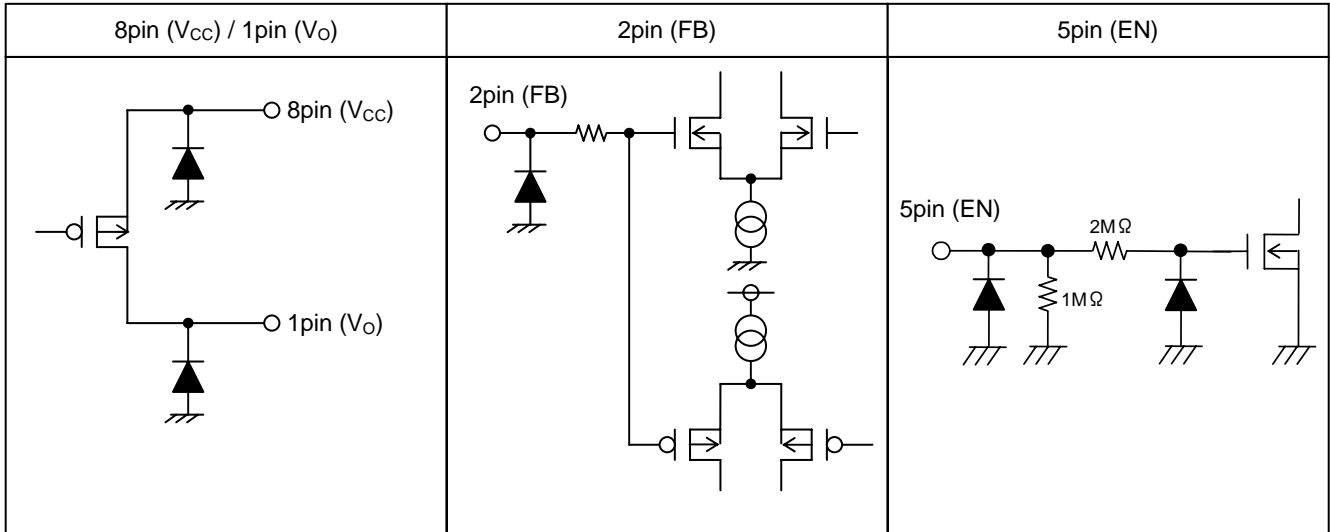 8pin (VCC) / 1pin (VO)
2pin (FB)
5pin (EN)
8pin (VCC)
1pin (VO)
2pin (FB)
5pin (EN)
2MΩ
1MΩ